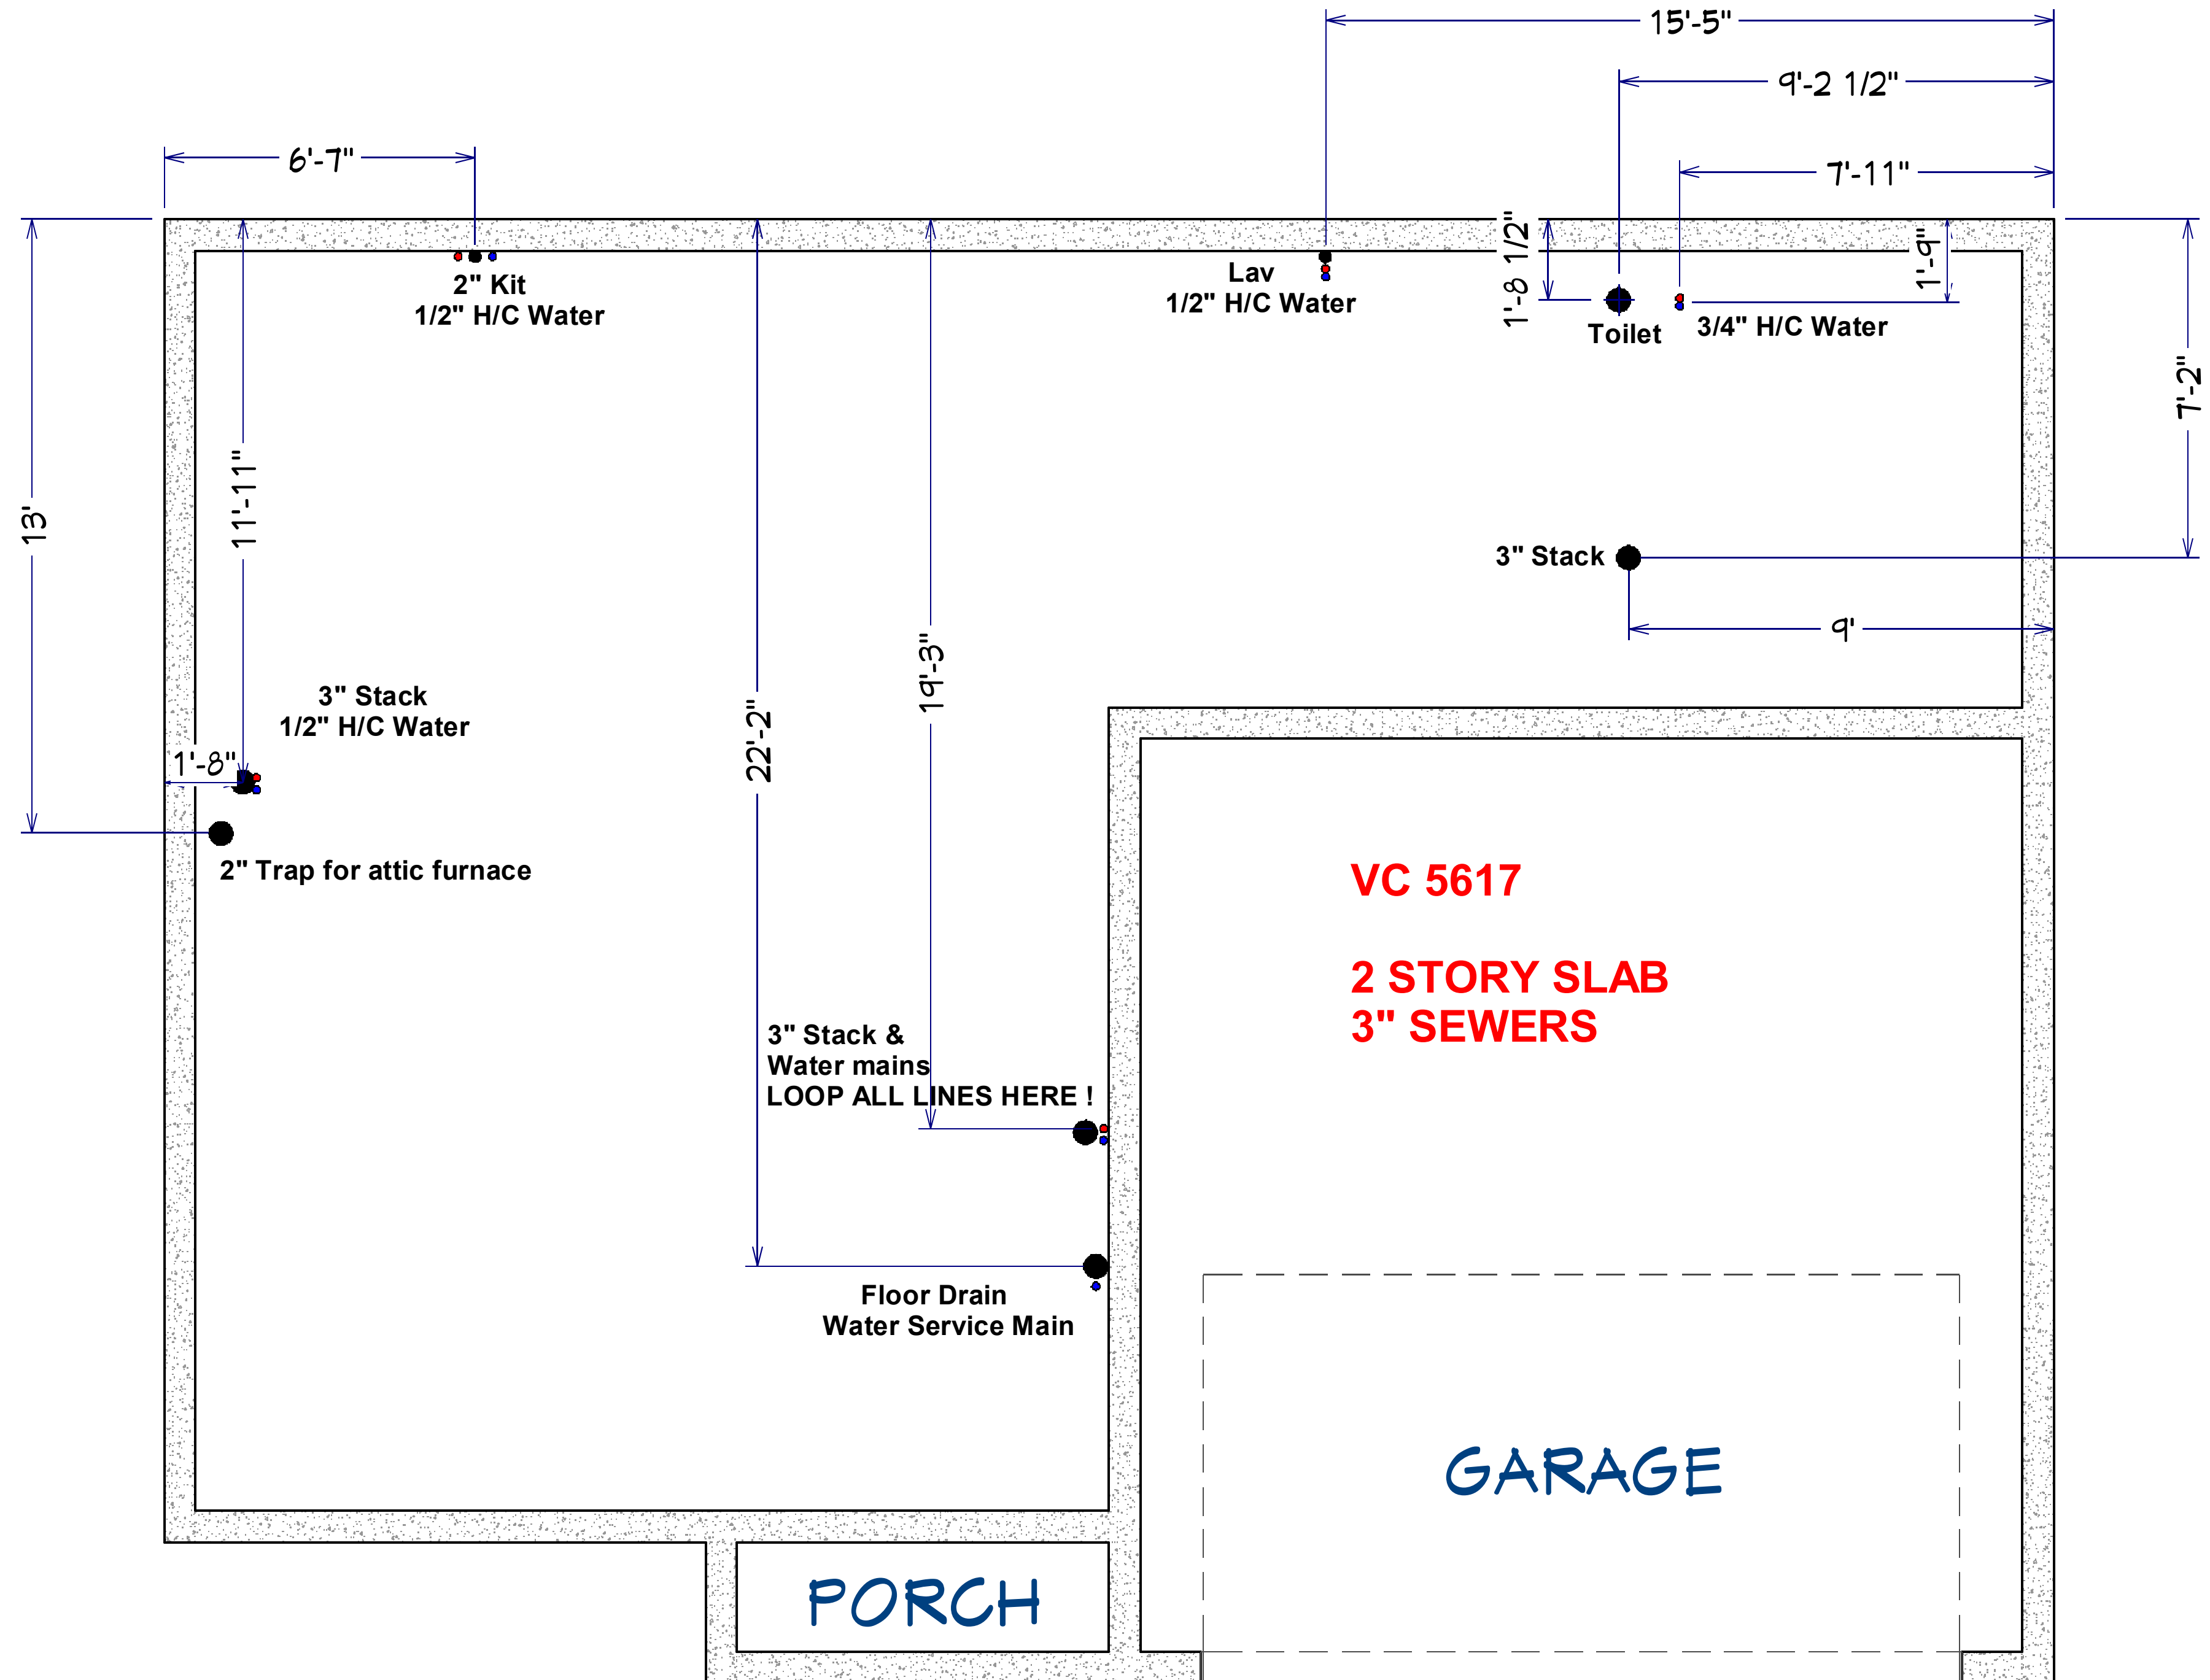 15'-5"
9'-2 1/2"
6'-7"
7'-11"
1'-8 1/2"
1'-9"
2" Kit
1/2" H/C Water
Lav
1/2" H/C Water
Toilet
3/4" H/C Water
7'-2"
13'
11'-11"
3" Stack
9'
19'-3"
22'-2"
3" Stack
1/2" H/C Water
1'-8"
2" Trap for attic furnace
VC 5617
2 STORY SLAB
3" SEWERS
3" Stack &
Water mains
LOOP ALL LINES HERE !
Floor Drain
Water Service Main
GARAGE
PORCH